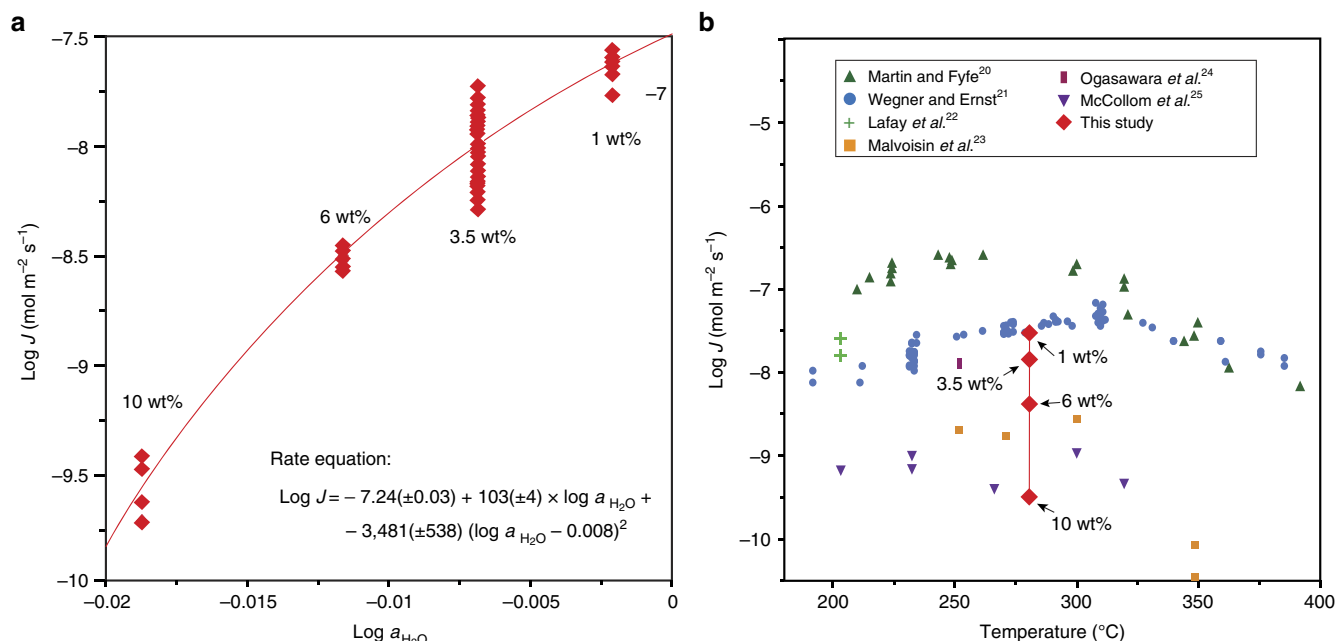 a
−7.5
−8
−8.5
−9
−9.5
−10
Log J (mol m−2 s−1)
−0.02
−0.015
−0.01
−0.005
0
Log aH2O
10 wt%
6 wt%
3.5 wt%
1 wt%
−7
Rate equation:
Log J = − 7.24(±0.03) + 103(±4) × log a H2O +
− 3,481(±538) (log a H2O − 0.008)2
b
Martin and Fyfe20
Wegner and Ernst21
Lafay et al.22
Malvoisin et al.23
Ogasawara et al.24
McCollom et al.25
This study
−5
−6
−7
−8
−9
−10
Log J (mol m−2 s−1)
1 wt%
3.5 wt%
6 wt%
10 wt%
200
250
300
350
400
Temperature (°C)